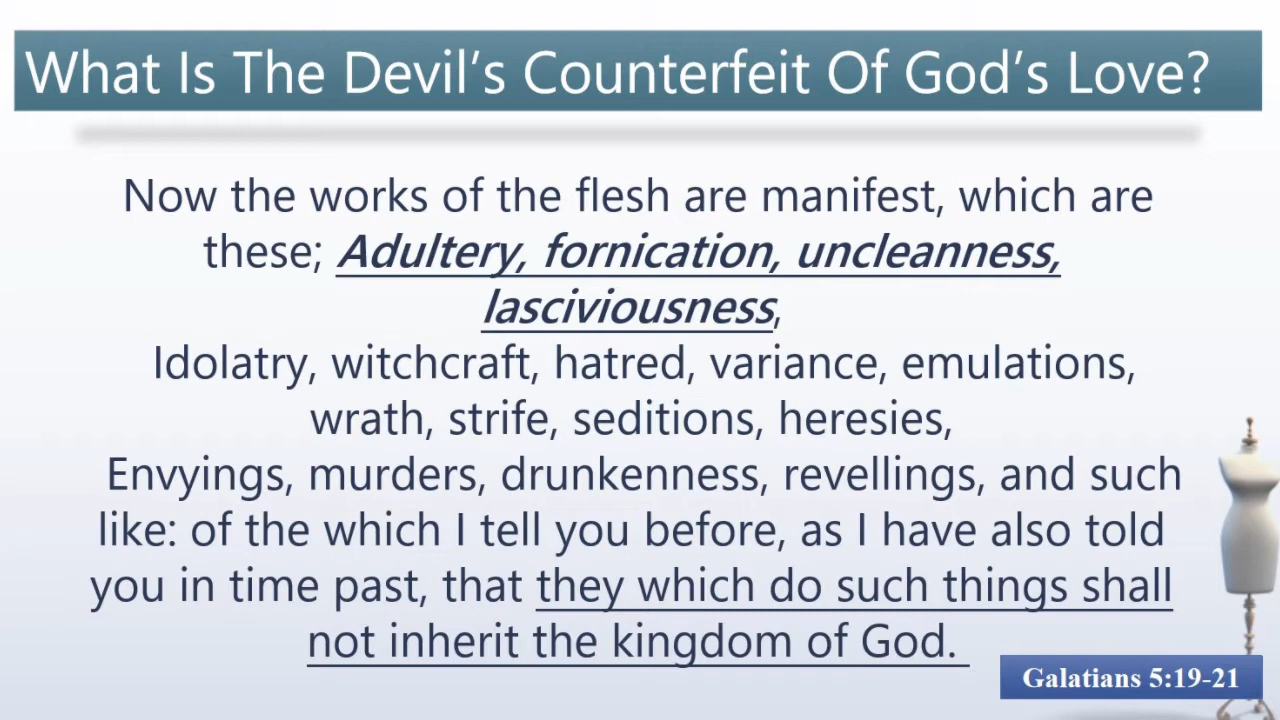 What Is The Devil's Counterfeit Of God's Love?
Now the works of the flesh are manifest, which are
these; Adultery, fornication, uncleanness,
lasciviousness,
Idolatry, witchcraft, hatred, variance, emulations,
wrath, strife, seditions, heresies,
Envyings, murders, drunkenness, revellings, and such
like: of the which I tell you before, as I have also told
you in time past, that they which do such things shall
not inherit the kingdom of God.
Galatians 5:19-21